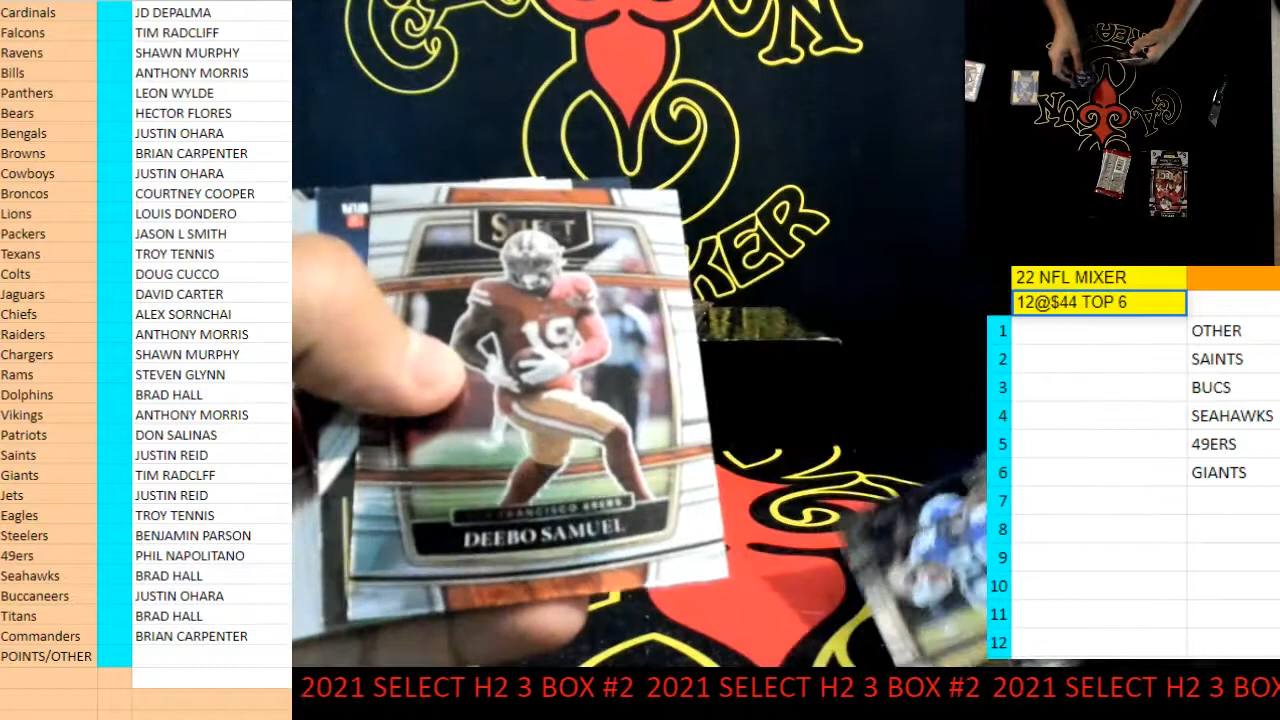 Cardinals JD DEPALMA
Falcons TIM RADCLIFF
Ravens SHAWN MURPHY
Bills ANTHONY MORRIS
Panthers LEON WYLDE
Bears HECTOR FLORES
Bengals JUSTIN OHARA
Browns BRIAN CARPENTER
Cowboys JUSTIN OHARA
Broncos COURTNEY COOPER
Lions LOUIS DONDERO
Packers JASON L SMITH
Texans TROY TENNIS
Colts DOUG CUCCO
Jaguars DAVID CARTER
Chiefs ALEX SORNCHAI
Raiders ANTHONY MORRIS
Chargers SHAWN MURPHY
Rams STEVEN GLYNN
Dolphins BRAD HALL
Vikings ANTHONY MORRIS
Patriots DON SALINAS
Saints JUSTIN REID
Giants TIM RADCLFF
Jets JUSTIN REID
Eagles TROY TENNIS
Steelers BENJAMIN PARSON
49ers PHIL NAPOLITANO
Seahawks BRAD HALL
Buccaneers JUSTIN OHARA
Titans BRAD HALL
Commanders BRIAN CARPENTER
POINTS/OTHER
KER
SELECT
19
FRANCISCO 49ERS
DEEBO SAMUEL
22 NFL MIXER
12@$44 TOP 6
1 OTHER
2 SAINTS
3 BUCS
4 SEAHAWKS
5 49ERS
6 GIANTS
7
8
9
10
11
12
2021 SELECT H2 3 BOX #2 2021 SELECT H2 3 BOX #2 2021 SELECT H2 3 BOX